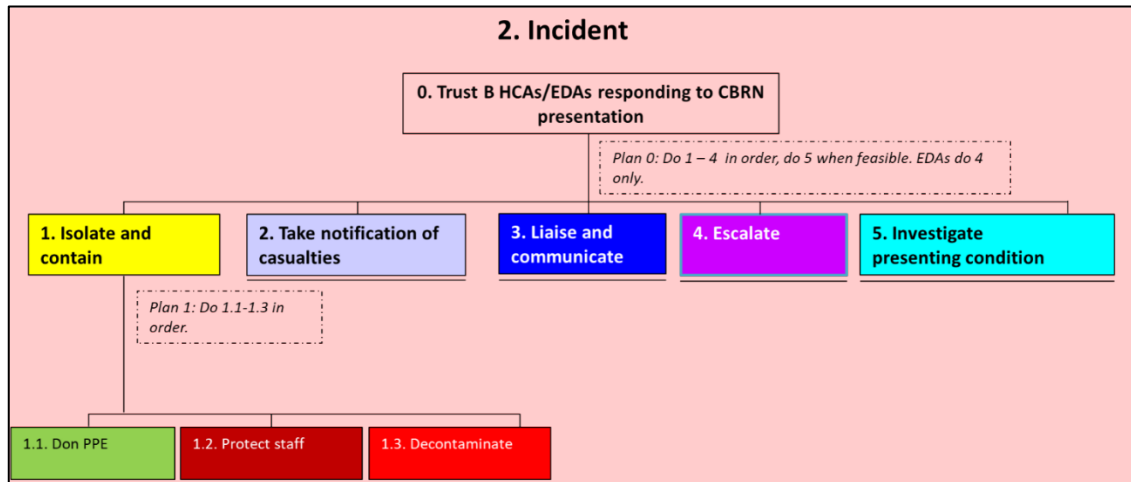 2. Incident
0. Trust B HCAs/EDAs responding to CBRN
presentation
Plan 0: Do 1 – 4 in order, do 5 when feasible. EDAs do 4
only.
1. Isolate and
contain
2. Take notification of
casualties
3. Liaise and
communicate
4. Escalate
5. Investigate
presenting condition
Plan 1: Do 1.1-1.3 in
order.
1.1. Don PPE
1.2. Protect staff
1.3. Decontaminate